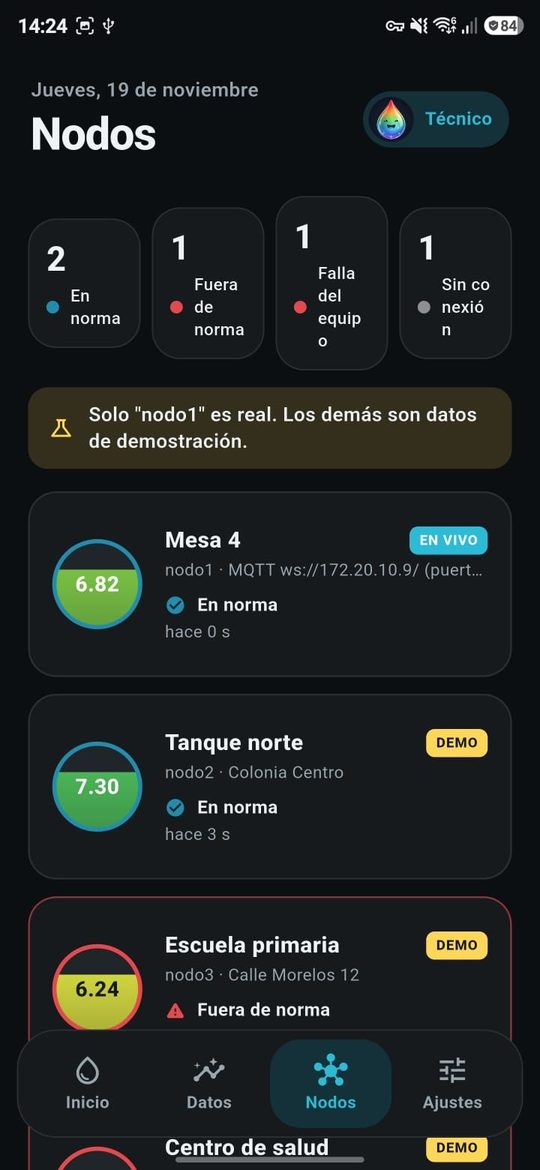 14:24
6
84
Jueves, 19 de noviembre
Nodos
Técnico
2
En
norma
1
Fuera
de
norma
1
Falla
del
equip
o
1
Sin co
nexió
n
Solo "nodo1" es real. Los demás son datos
de demostración.
Mesa 4
EN VIVO
nodo1 · MQTT ws://172.20.10.9/ (puert…
6.82
En norma
hace 0 s
Tanque norte
DEMO
nodo2 · Colonia Centro
7.30
En norma
hace 3 s
Escuela primaria
DEMO
nodo3 · Calle Morelos 12
6.24
Fuera de norma
Inicio
Datos
Nodos
Ajustes
Centro de salud
DEMO